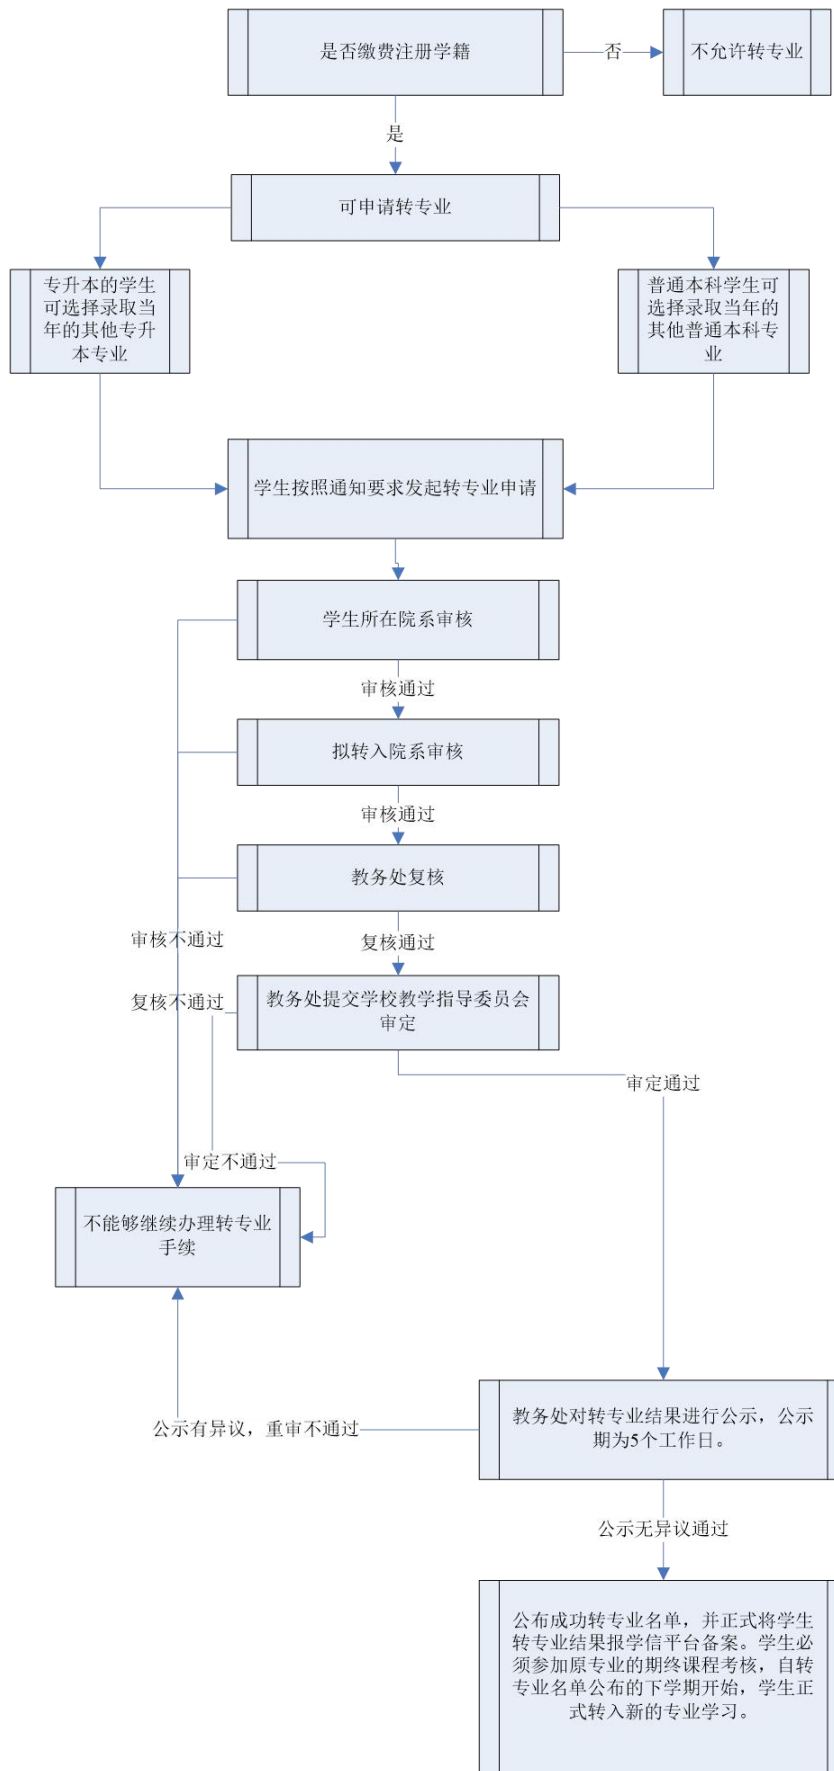 是否缴费注册学籍
否
不允许转专业
是
可申请转专业
专升本的学生
可选择录取当
年的其他专升
本专业
普通本科学生可
选择录取当年的
其他普通本科专
业
学生按照通知要求发起转专业申请
学生所在院系审核
审核通过
拟转入院系审核
审核通过
教务处复核
审核不通过
复核通过
复核不通过
教务处提交学校教学指导委员会
审定
审定通过
审定不通过
不能够继续办理转专业
手续
公示有异议，重审不通过
教务处对转专业结果进行公示，公示
期为5个工作日。
公示无异议通过
公布成功转专业名单，并正式将学生
转专业结果报学信平台备案。学生必
须参加原专业的期终课程考核，自转
专业名单公布的下学期开始，学生正
式转入新的专业学习。